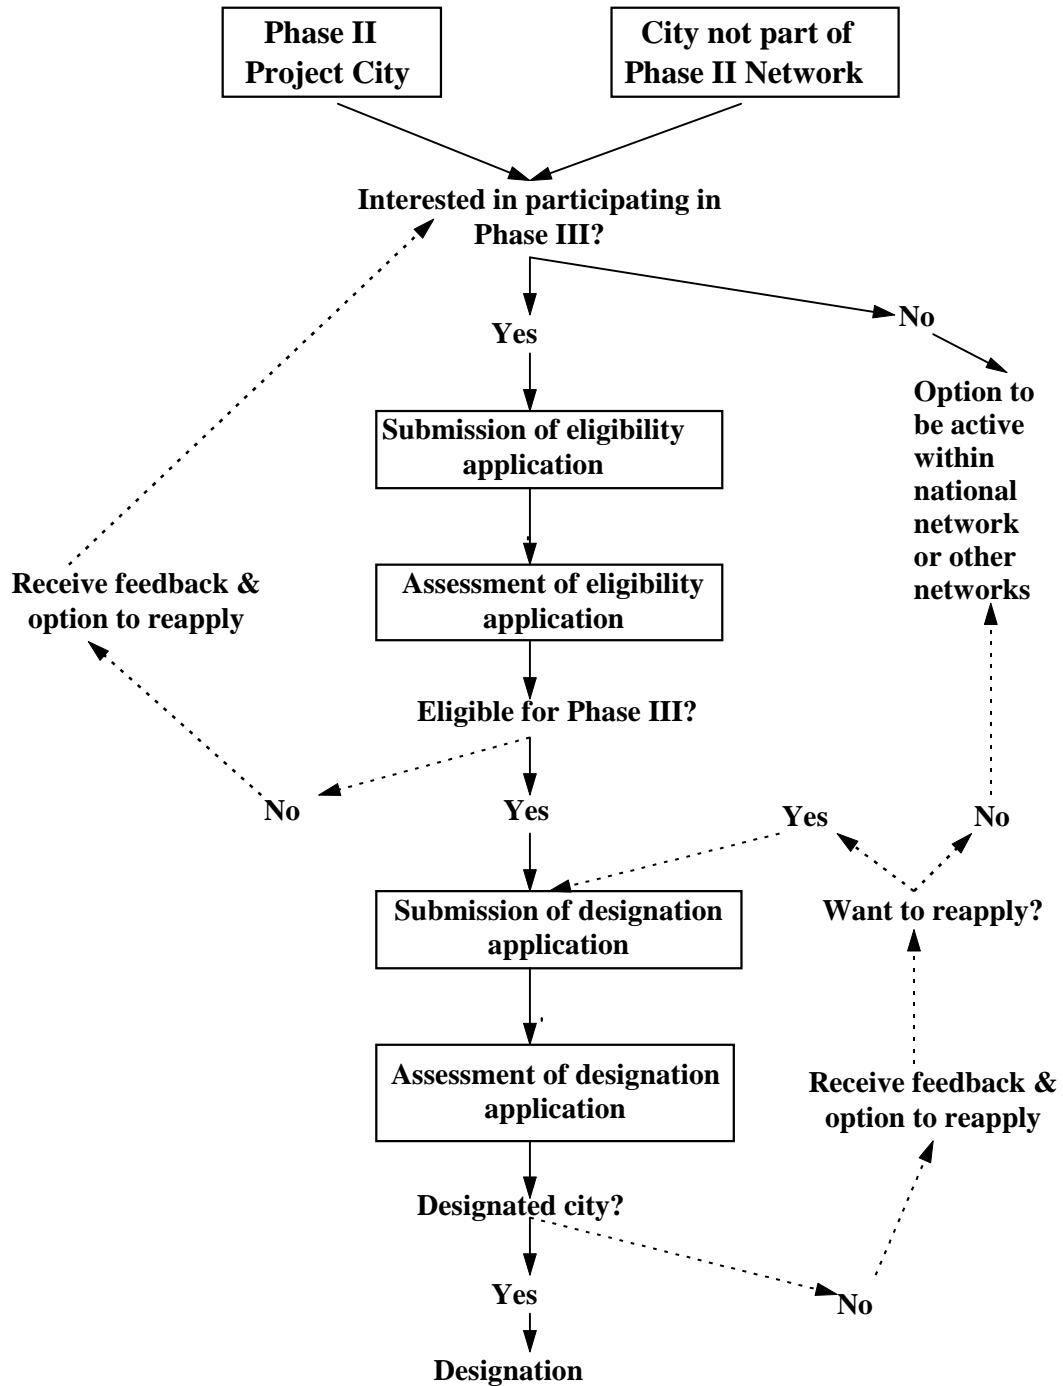 Phase II
Project City
City not part of
Phase II Network
Interested in participating in
Phase III?
No
Yes
Option to
be active
within
national
network
or other
networks
Submission of eligibility
application
Assessment of eligibility
application
Receive feedback &
option to reapply
Eligible for Phase III?
No
Yes
Yes
No
Submission of designation
application
Want to reapply?
Assessment of designation
application
Receive feedback &
option to reapply
Designated city?
Yes
No
Designation